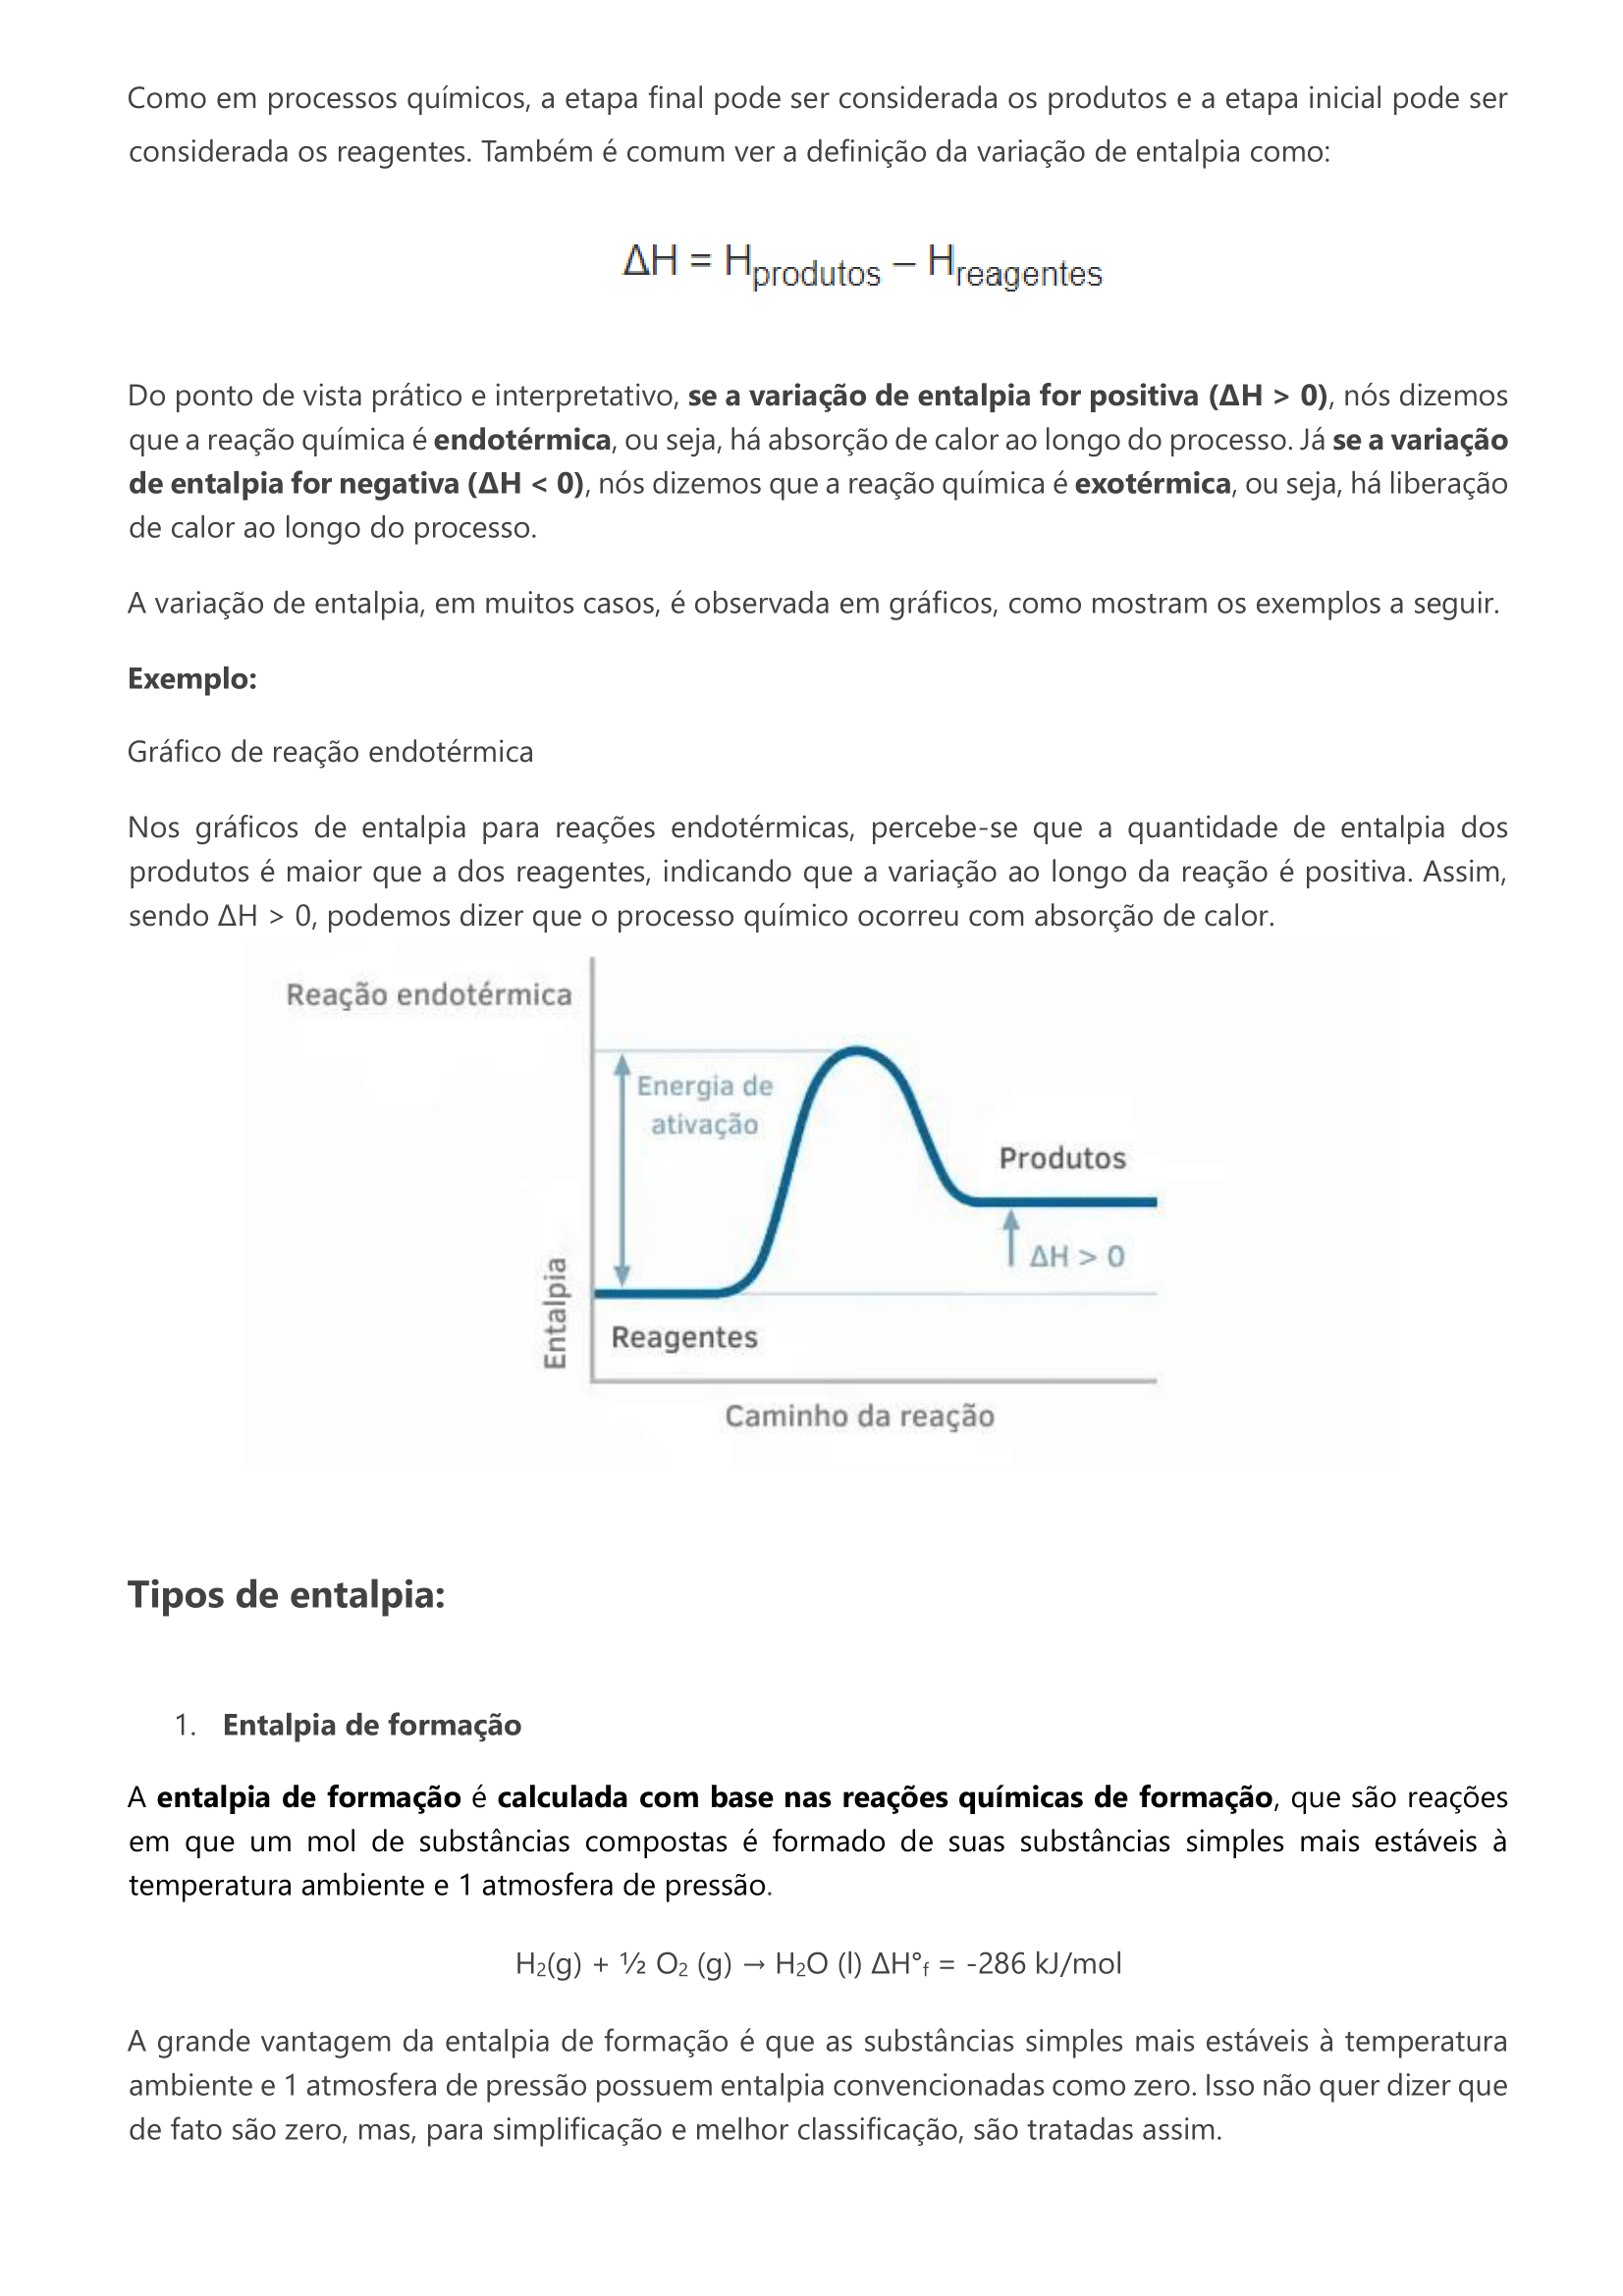 Como em processos químicos, a etapa final pode ser considerada os produtos e a etapa inicial pode ser
considerada os reagentes. Também é comum ver a definição da variação de entalpia como:
ΔH = Hprodutos – Hreagentes
Do ponto de vista prático e interpretativo, se a variação de entalpia for positiva (ΔH > 0), nós dizemos
que a reação química é endotérmica, ou seja, há absorção de calor ao longo do processo. Já se a variação
de entalpia for negativa (ΔH < 0), nós dizemos que a reação química é exotérmica, ou seja, há liberação
de calor ao longo do processo.
A variação de entalpia, em muitos casos, é observada em gráficos, como mostram os exemplos a seguir.
Exemplo:
Gráfico de reação endotérmica
Nos gráficos de entalpia para reações endotérmicas, percebe-se que a quantidade de entalpia dos
produtos é maior que a dos reagentes, indicando que a variação ao longo da reação é positiva. Assim,
sendo ΔH > 0, podemos dizer que o processo químico ocorreu com absorção de calor.
Reação endotérmica
Energia de
ativação
Produtos
ΔH > 0
Entalpia
Reagentes
Caminho da reação
Tipos de entalpia:
1. Entalpia de formação
A entalpia de formação é calculada com base nas reações químicas de formação, que são reações
em que um mol de substâncias compostas é formado de suas substâncias simples mais estáveis à
temperatura ambiente e 1 atmosfera de pressão.
H₂(g) + ½ O₂ (g) → H₂O (l) ΔH°f = -286 kJ/mol
A grande vantagem da entalpia de formação é que as substâncias simples mais estáveis à temperatura
ambiente e 1 atmosfera de pressão possuem entalpia convencionadas como zero. Isso não quer dizer que
de fato são zero, mas, para simplificação e melhor classificação, são tratadas assim.